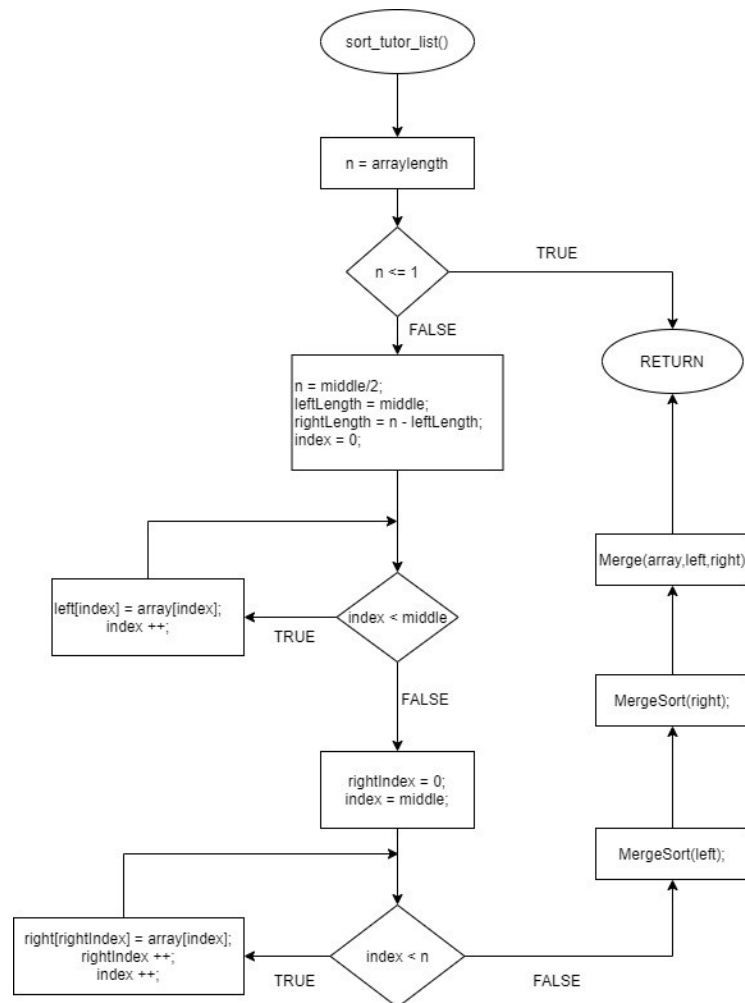 sort_tutor_list()
n = arraylength
n <= 1
TRUE
FALSE
RETURN
n = middle/2;
leftLength = middle;
rightLength = n - leftLength;
index = 0;
Merge(array,left,right)
left[index] = array[index];
index ++;
index < middle
TRUE
FALSE
MergeSort(right);
rightIndex = 0;
index = middle;
MergeSort(left);
right[rightIndex] = array[index];
rightIndex ++;
index ++;
index < n
TRUE
FALSE